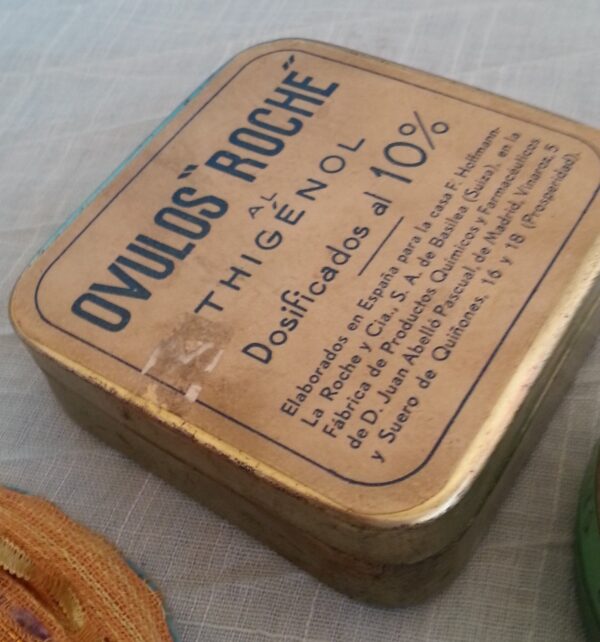 OVULOS "ROCHE"
AL
THIGÉNOL
Dosificados al 10%
Elaborados en España para la casa F. Hoffmann-
La Roche y Cia., S. A. de Basilea (Suiza), en la
Fábrica de Productos Químicos y Farmacéuticos
de D. Juan Abelló Pascual, de Madrid, Vinaroz, 5
y Suero de Quiñones, 16 y 18 (Prosperidad).